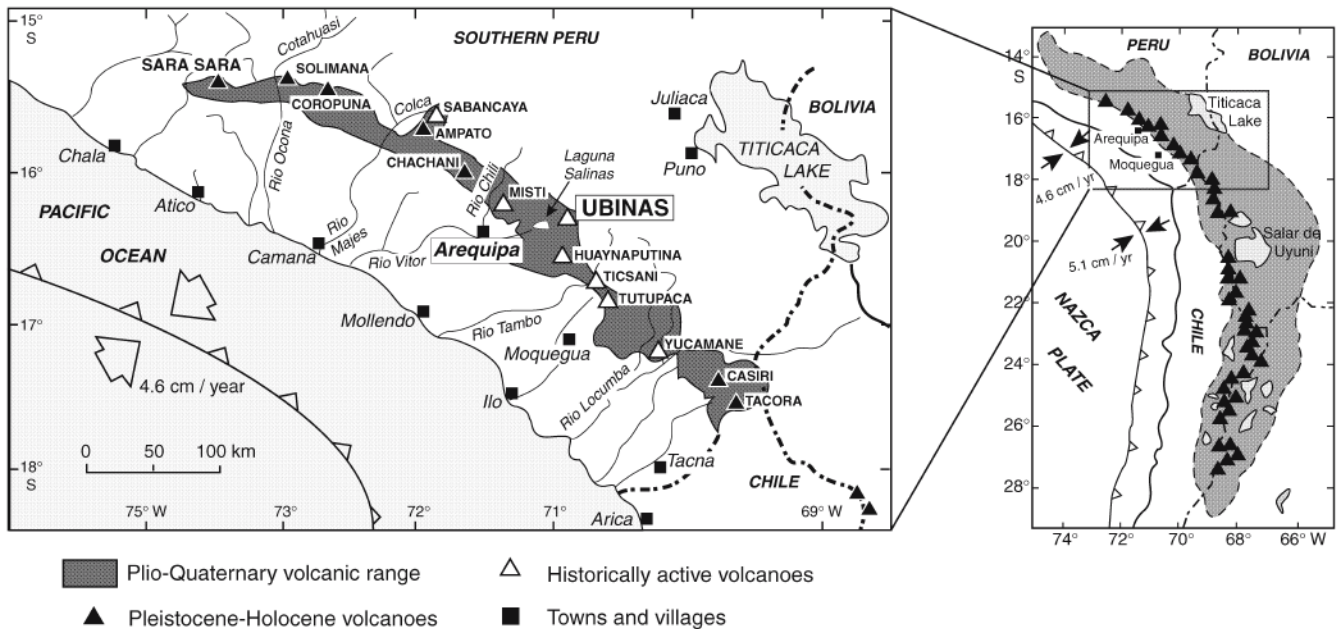 15°
S
16°
17°
18°
S
75°W
73°
72°
71°
69° W
SOUTHERN PERU
Cotahuasi
SARA SARA
SOLIMANA
COROPUNA
Colca
SABANCAYA
AMPATO
CHACHANI
Juliaca
BOLIVIA
TITICACA
LAKE
Puno
Chala
Rio Ocona
Laguna
Salinas
Rio Chili
MISTI
UBINAS
PACIFIC
OCEAN
Atico
Rio
Majes
Camana
Rio Vitor
Arequipa
HUAYNAPUTINA
TICSANI
TUTUPACA
Mollendo
Rio Tambo
Moquegua
YUCAMANE
4.6 cm / year
CASIRI
TACORA
Ilo
Rio Locumba
0 50 100 km
Tacna
CHILE
Arica
14°
S
16°
18°
20°
22°
24°
26°
28°
74°
72°
70°
68°
66° W
PERU
BOLIVIA
Titicaca
Lake
Arequipa
Moquegua
4.6 cm / yr
5.1 cm / yr
Salar de
Uyuni
NAZCA
PLATE
CHILE
Plio-Quaternary volcanic range
Historically active volcanoes
Pleistocene-Holocene volcanoes
Towns and villages